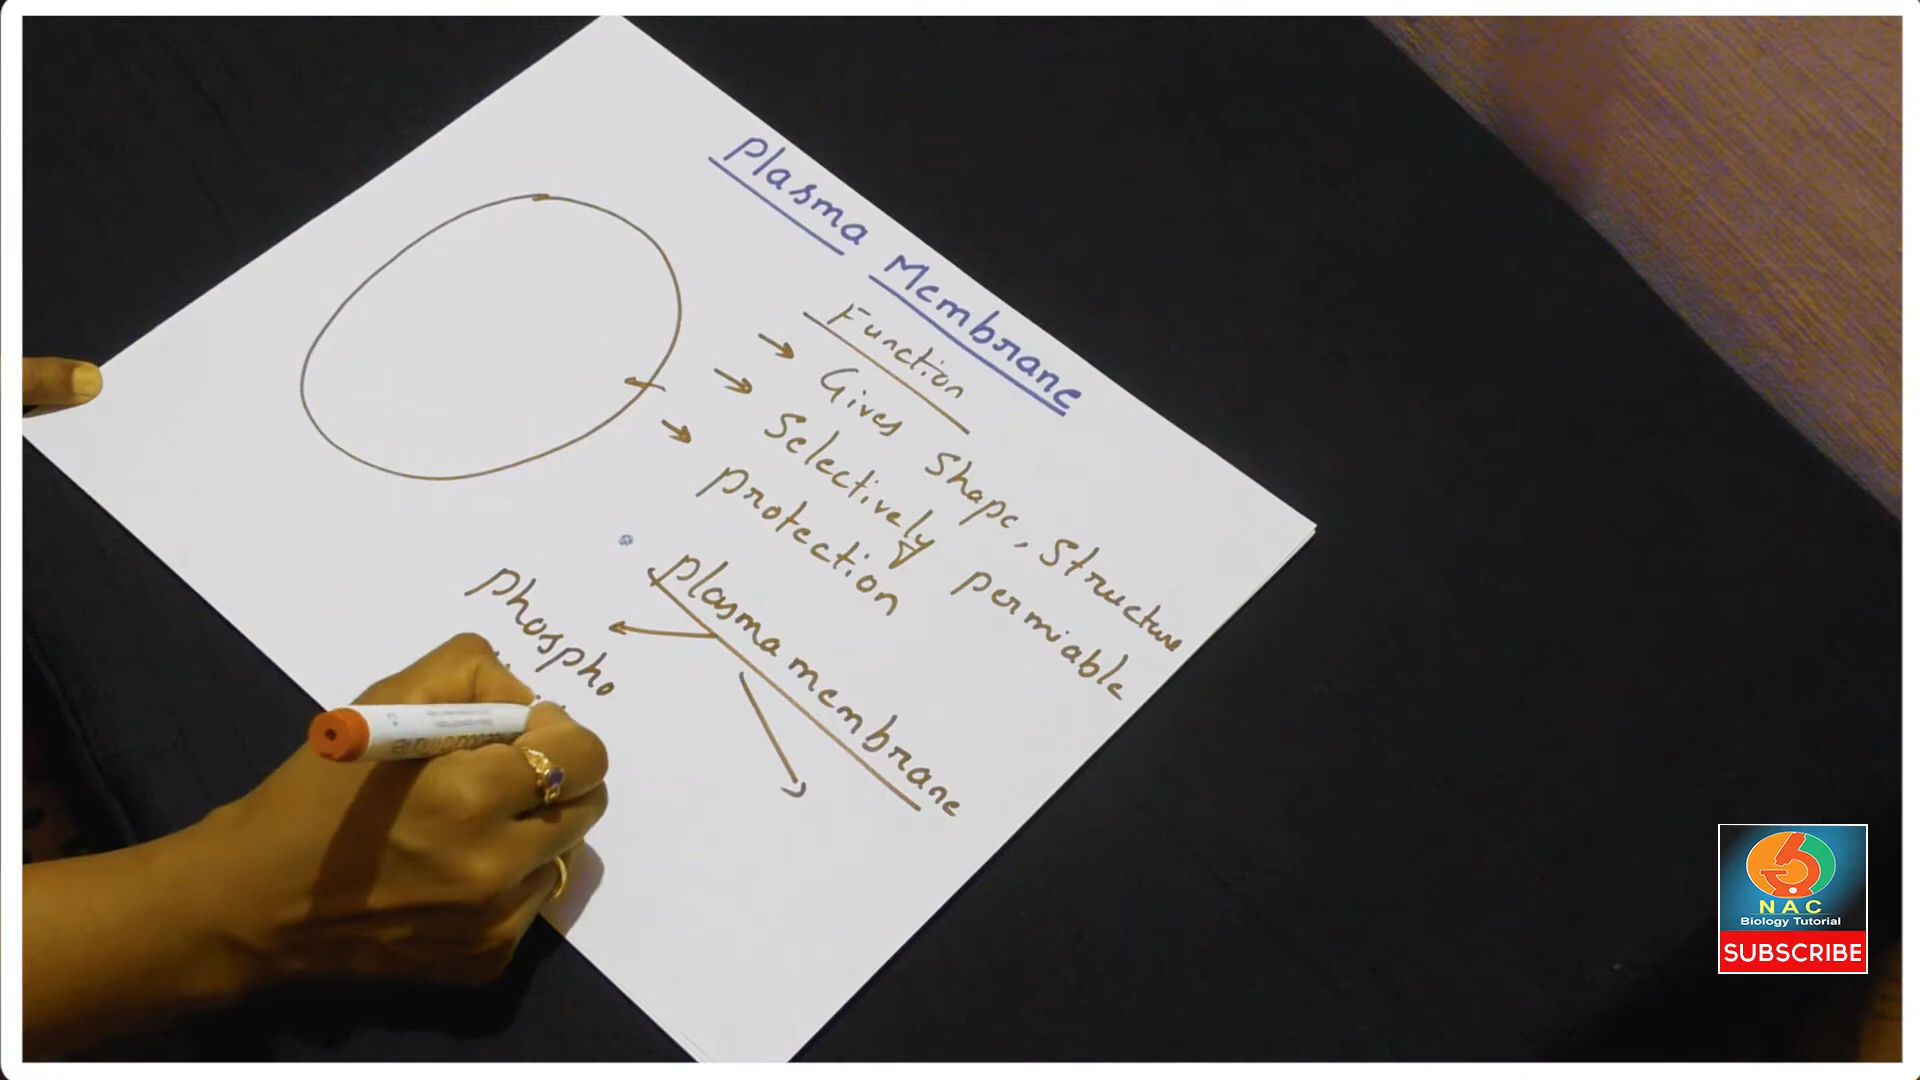 Plasma Membrane
Function
→ Gives Shape, Structure
→ Selectively permiable
→ protection
plasma membrane
phospho
NAC
Biology Tutorial
SUBSCRIBE